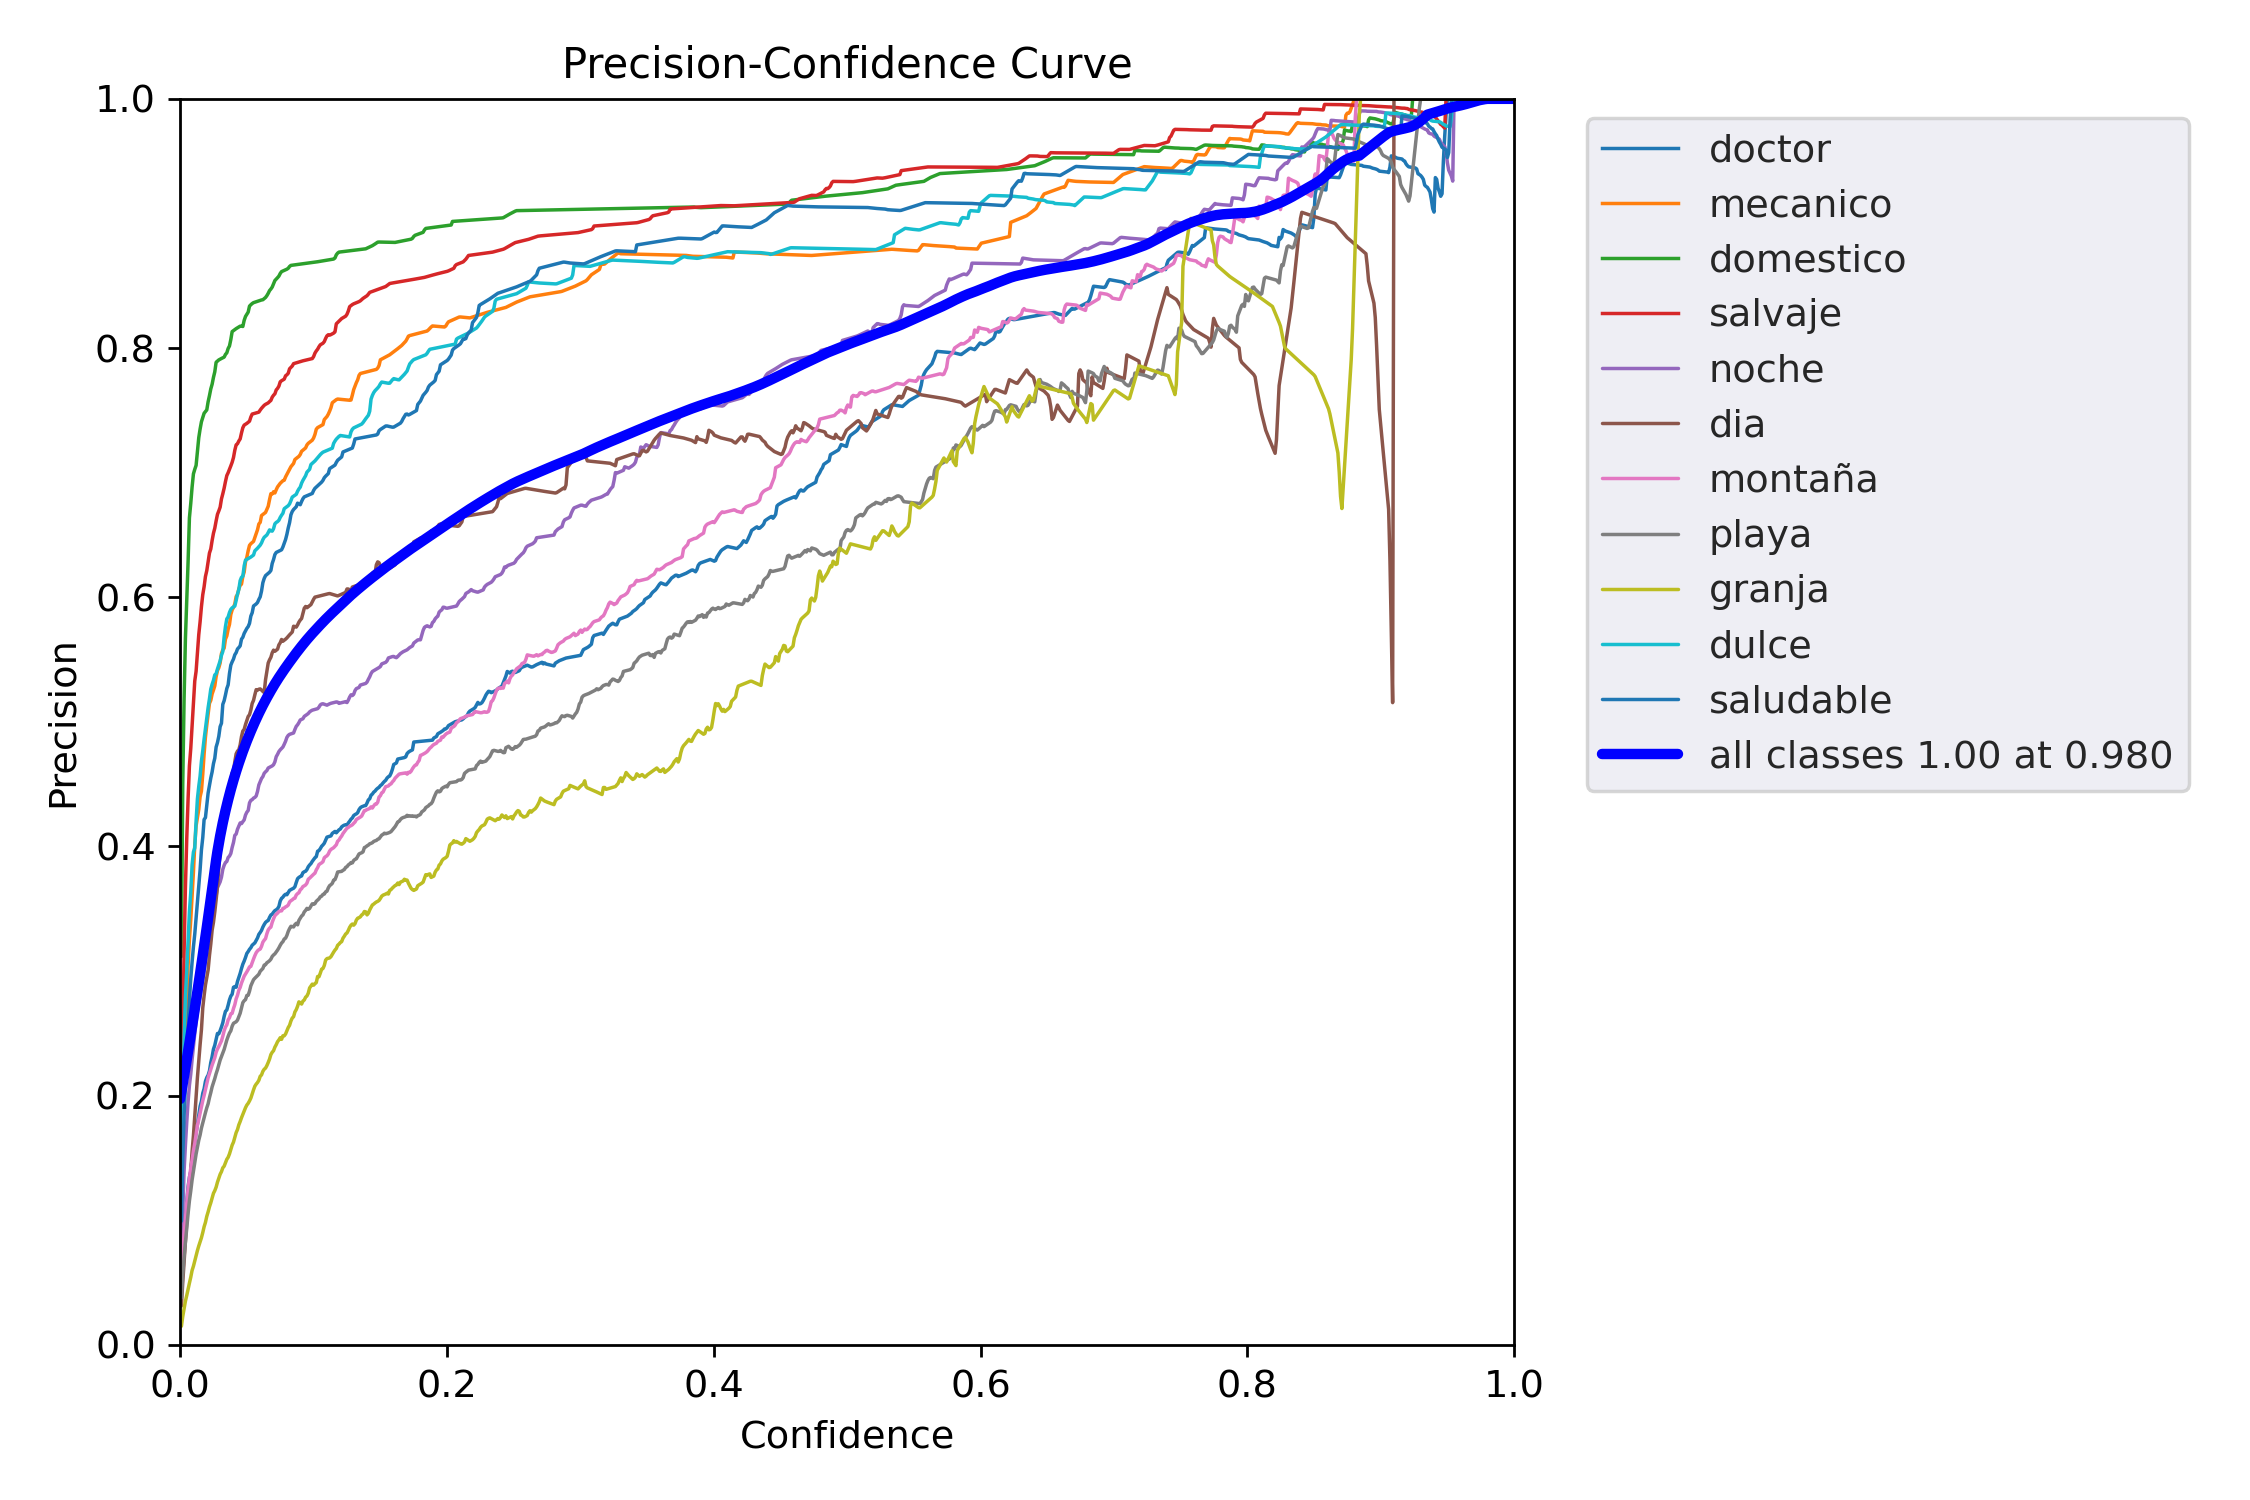 Precision-Confidence Curve
1.0
0.8
0.6
0.4
0.2
0.0
Precision
0.0 0.2 0.4 0.6 0.8 1.0
Confidence
doctor
mecanico
domestico
salvaje
noche
dia
montaña
playa
granja
dulce
saludable
all classes 1.00 at 0.980